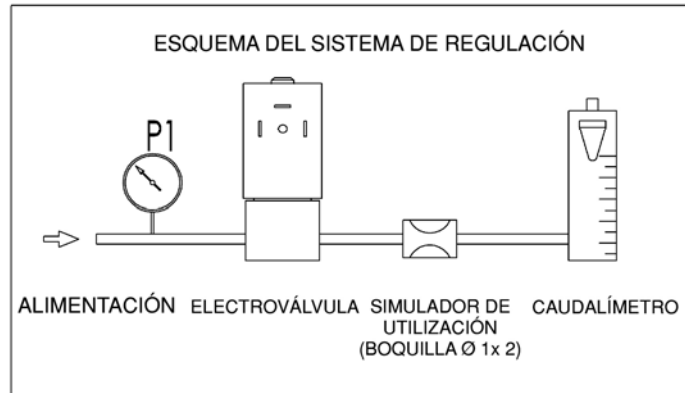 ESQUEMA DEL SISTEMA DE REGULACIÓN
P1
ALIMENTACIÓN
ELECTROVÁLVULA
SIMULADOR DE
UTILIZACIÓN
(BOQUILLA Ø 1x 2)
CAUDALÍMETRO